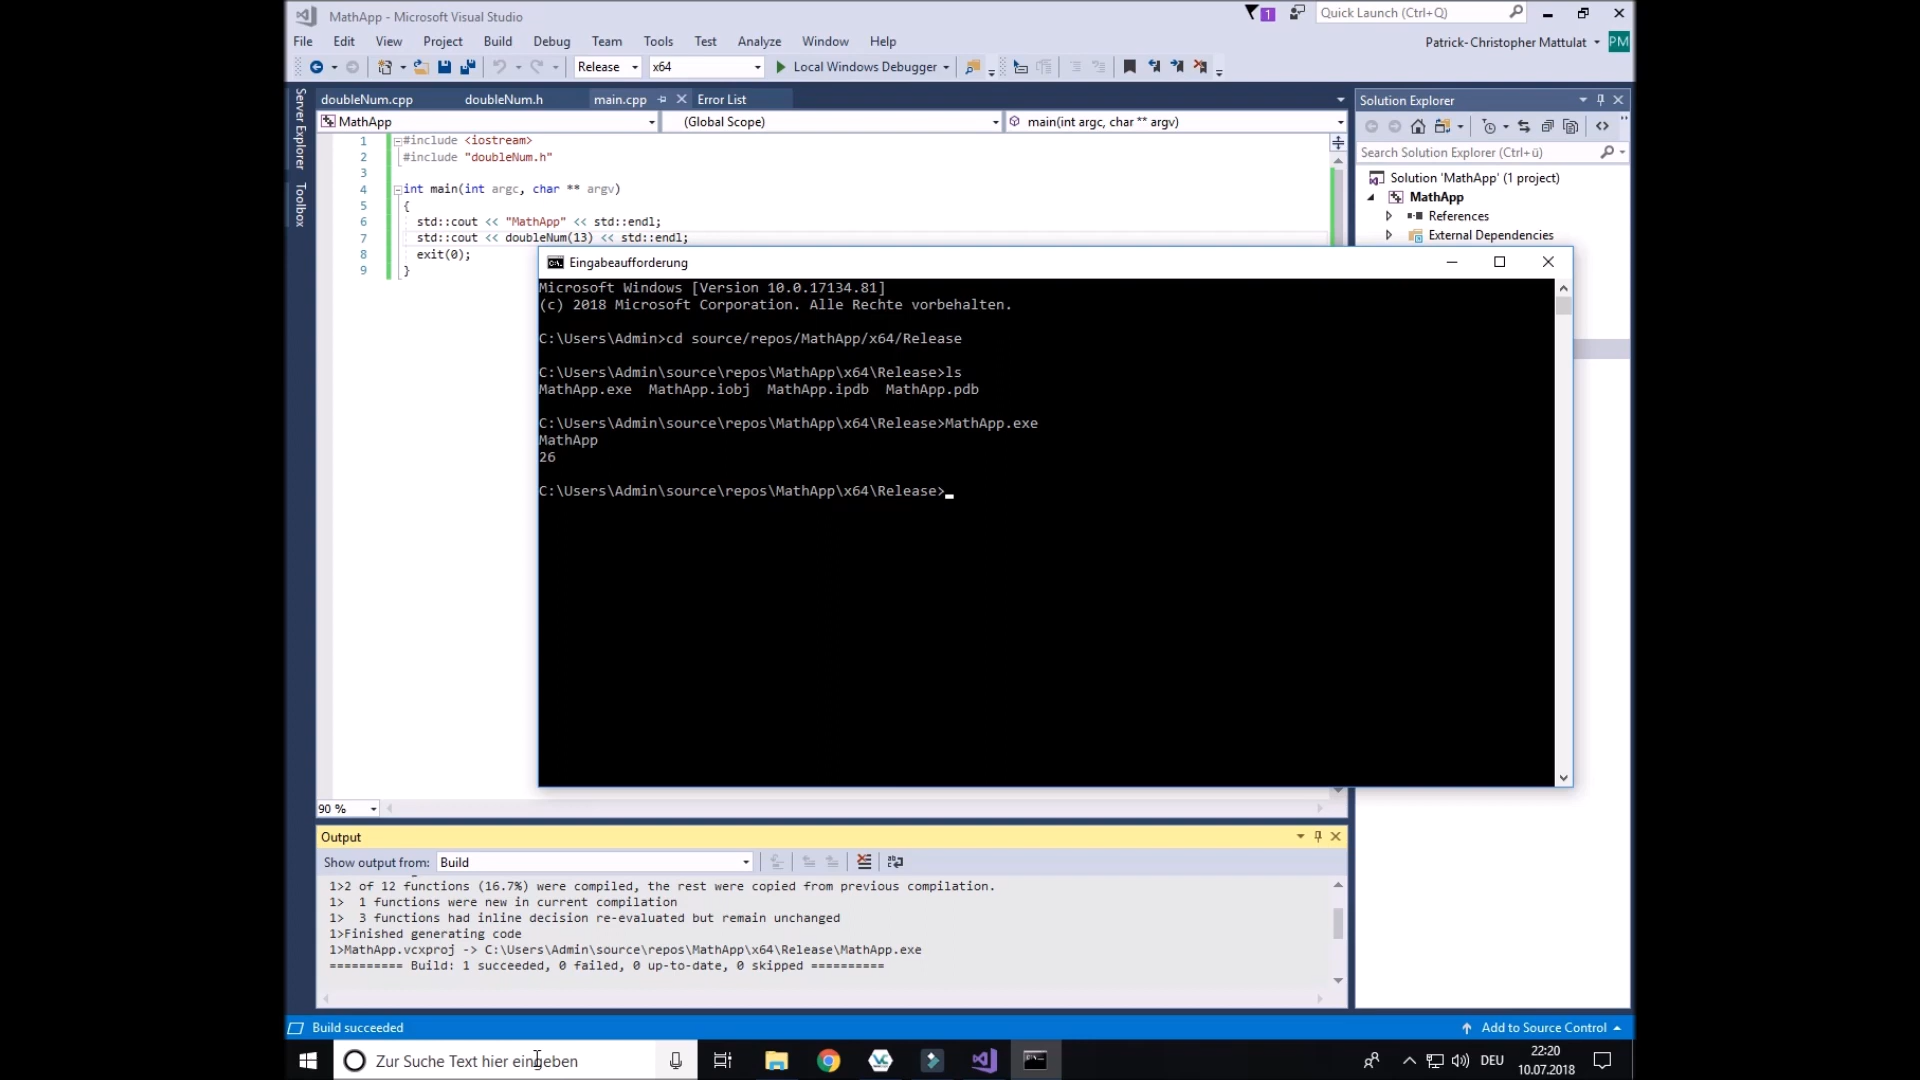 MathApp - Microsoft Visual Studio
1
Quick Launch (Ctrl+Q)
File Edit View Project Build Debug Team Tools Test Analyze Window Help
Patrick-Christopher Mattulat PM
Release x64 Local Windows Debugger
Server Explorer
Toolbox
doubleNum.cpp doubleNum.h main.cpp Error List
MathApp (Global Scope) main(int argc, char ** argv)
1 #include <iostream>
2 #include "doubleNum.h"
3
4 int main(int argc, char ** argv)
5 {
6 std::cout << "MathApp" << std::endl;
7 std::cout << doubleNum(13) << std::endl;
8 exit(0);
9 }
Solution Explorer
Search Solution Explorer (Ctrl+ü)
Solution 'MathApp' (1 project)
MathApp
References
External Dependencies
Eingabeaufforderung
Microsoft Windows [Version 10.0.17134.81]
(c) 2018 Microsoft Corporation. Alle Rechte vorbehalten.
C:\Users\Admin>cd source/repos/MathApp/x64/Release
C:\Users\Admin\source\repos\MathApp\x64\Release>ls
MathApp.exe MathApp.iobj MathApp.ipdb MathApp.pdb
C:\Users\Admin\source\repos\MathApp\x64\Release>MathApp.exe
MathApp
26
C:\Users\Admin\source\repos\MathApp\x64\Release>
90 %
Output
Show output from: Build
1>2 of 12 functions (16.7%) were compiled, the rest were copied from previous compilation.
1> 1 functions were new in current compilation
1> 3 functions had inline decision re-evaluated but remain unchanged
1>Finished generating code
1>MathApp.vcxproj -> C:\Users\Admin\source\repos\MathApp\x64\Release\MathApp.exe
========== Build: 1 succeeded, 0 failed, 0 up-to-date, 0 skipped ==========
Build succeeded
Add to Source Control
Zur Suche Text hier eingeben
DEU
22:20
10.07.2018